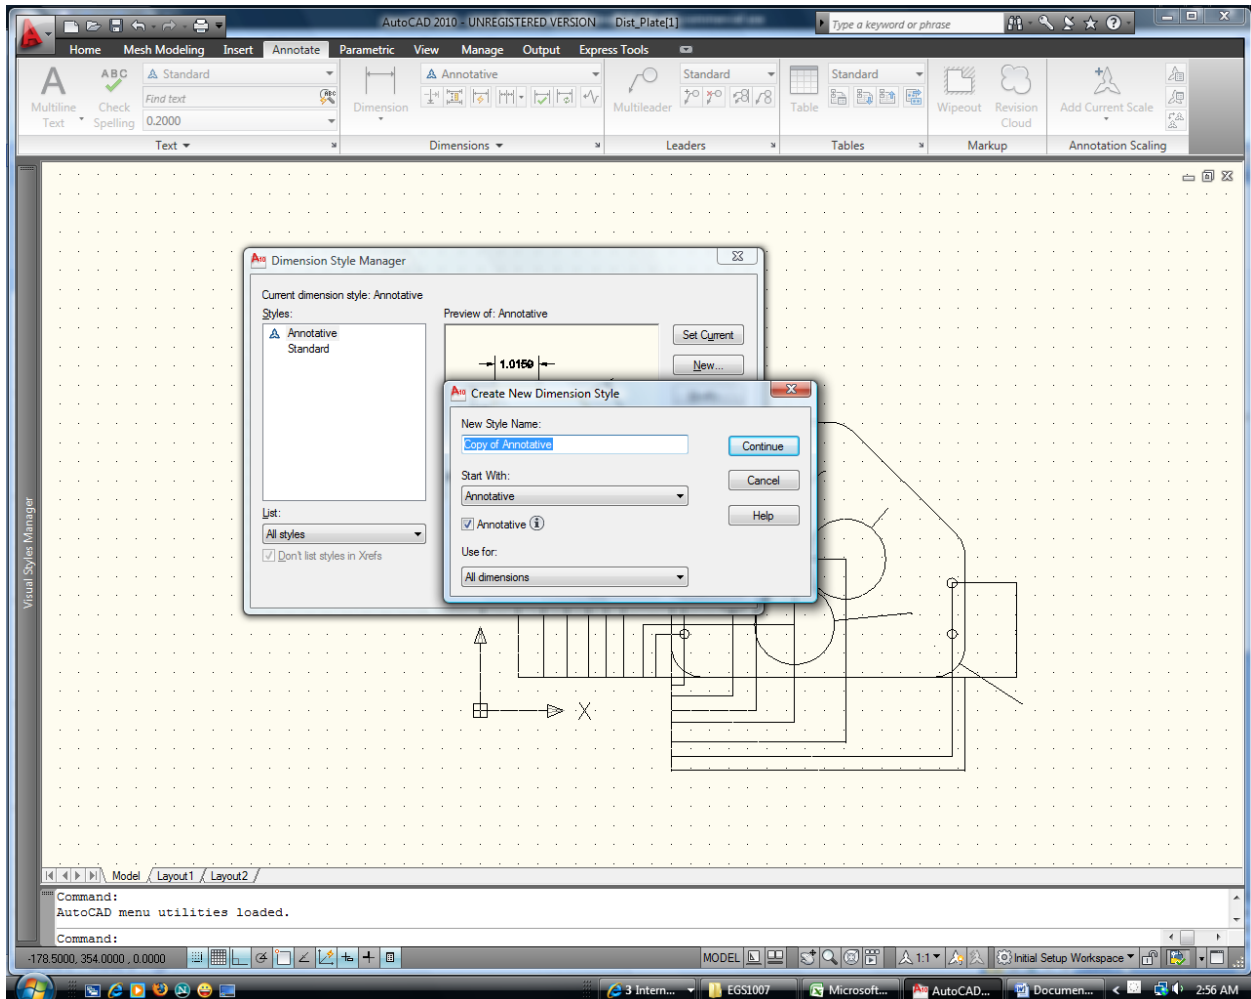 AutoCAD 2010 - UNREGISTERED VERSION Dist_Plate[1]
Type a keyword or phrase
Home Mesh Modeling Insert Annotate Parametric View Manage Output Express Tools
Multiline Text
ABC
Check Spelling
Standard
Find text
0.2000
Dimension
Annotative
Multileader
Standard
Table
Standard
Wipeout
Revision Cloud
Add Current Scale
Text
Dimensions
Leaders
Tables
Markup
Annotation Scaling
Visual Styles Manager
Dimension Style Manager
Current dimension style: Annotative
Styles:
Annotative
Standard
Preview of: Annotative
1.0159
Set Current
New...
List:
All styles
Don't list styles in Xrefs
Create New Dimension Style
New Style Name:
Copy of Annotative
Continue
Start With:
Annotative
Cancel
Annotative
Help
Use for:
All dimensions
X
Model Layout1 Layout2
Command:
AutoCAD menu utilities loaded.
Command:
-178.5000, 354.0000, 0.0000
MODEL
1:1
Initial Setup Workspace
3 Intern...
EGS1007
Microsoft...
AutoCAD...
Documen...
2:56 AM